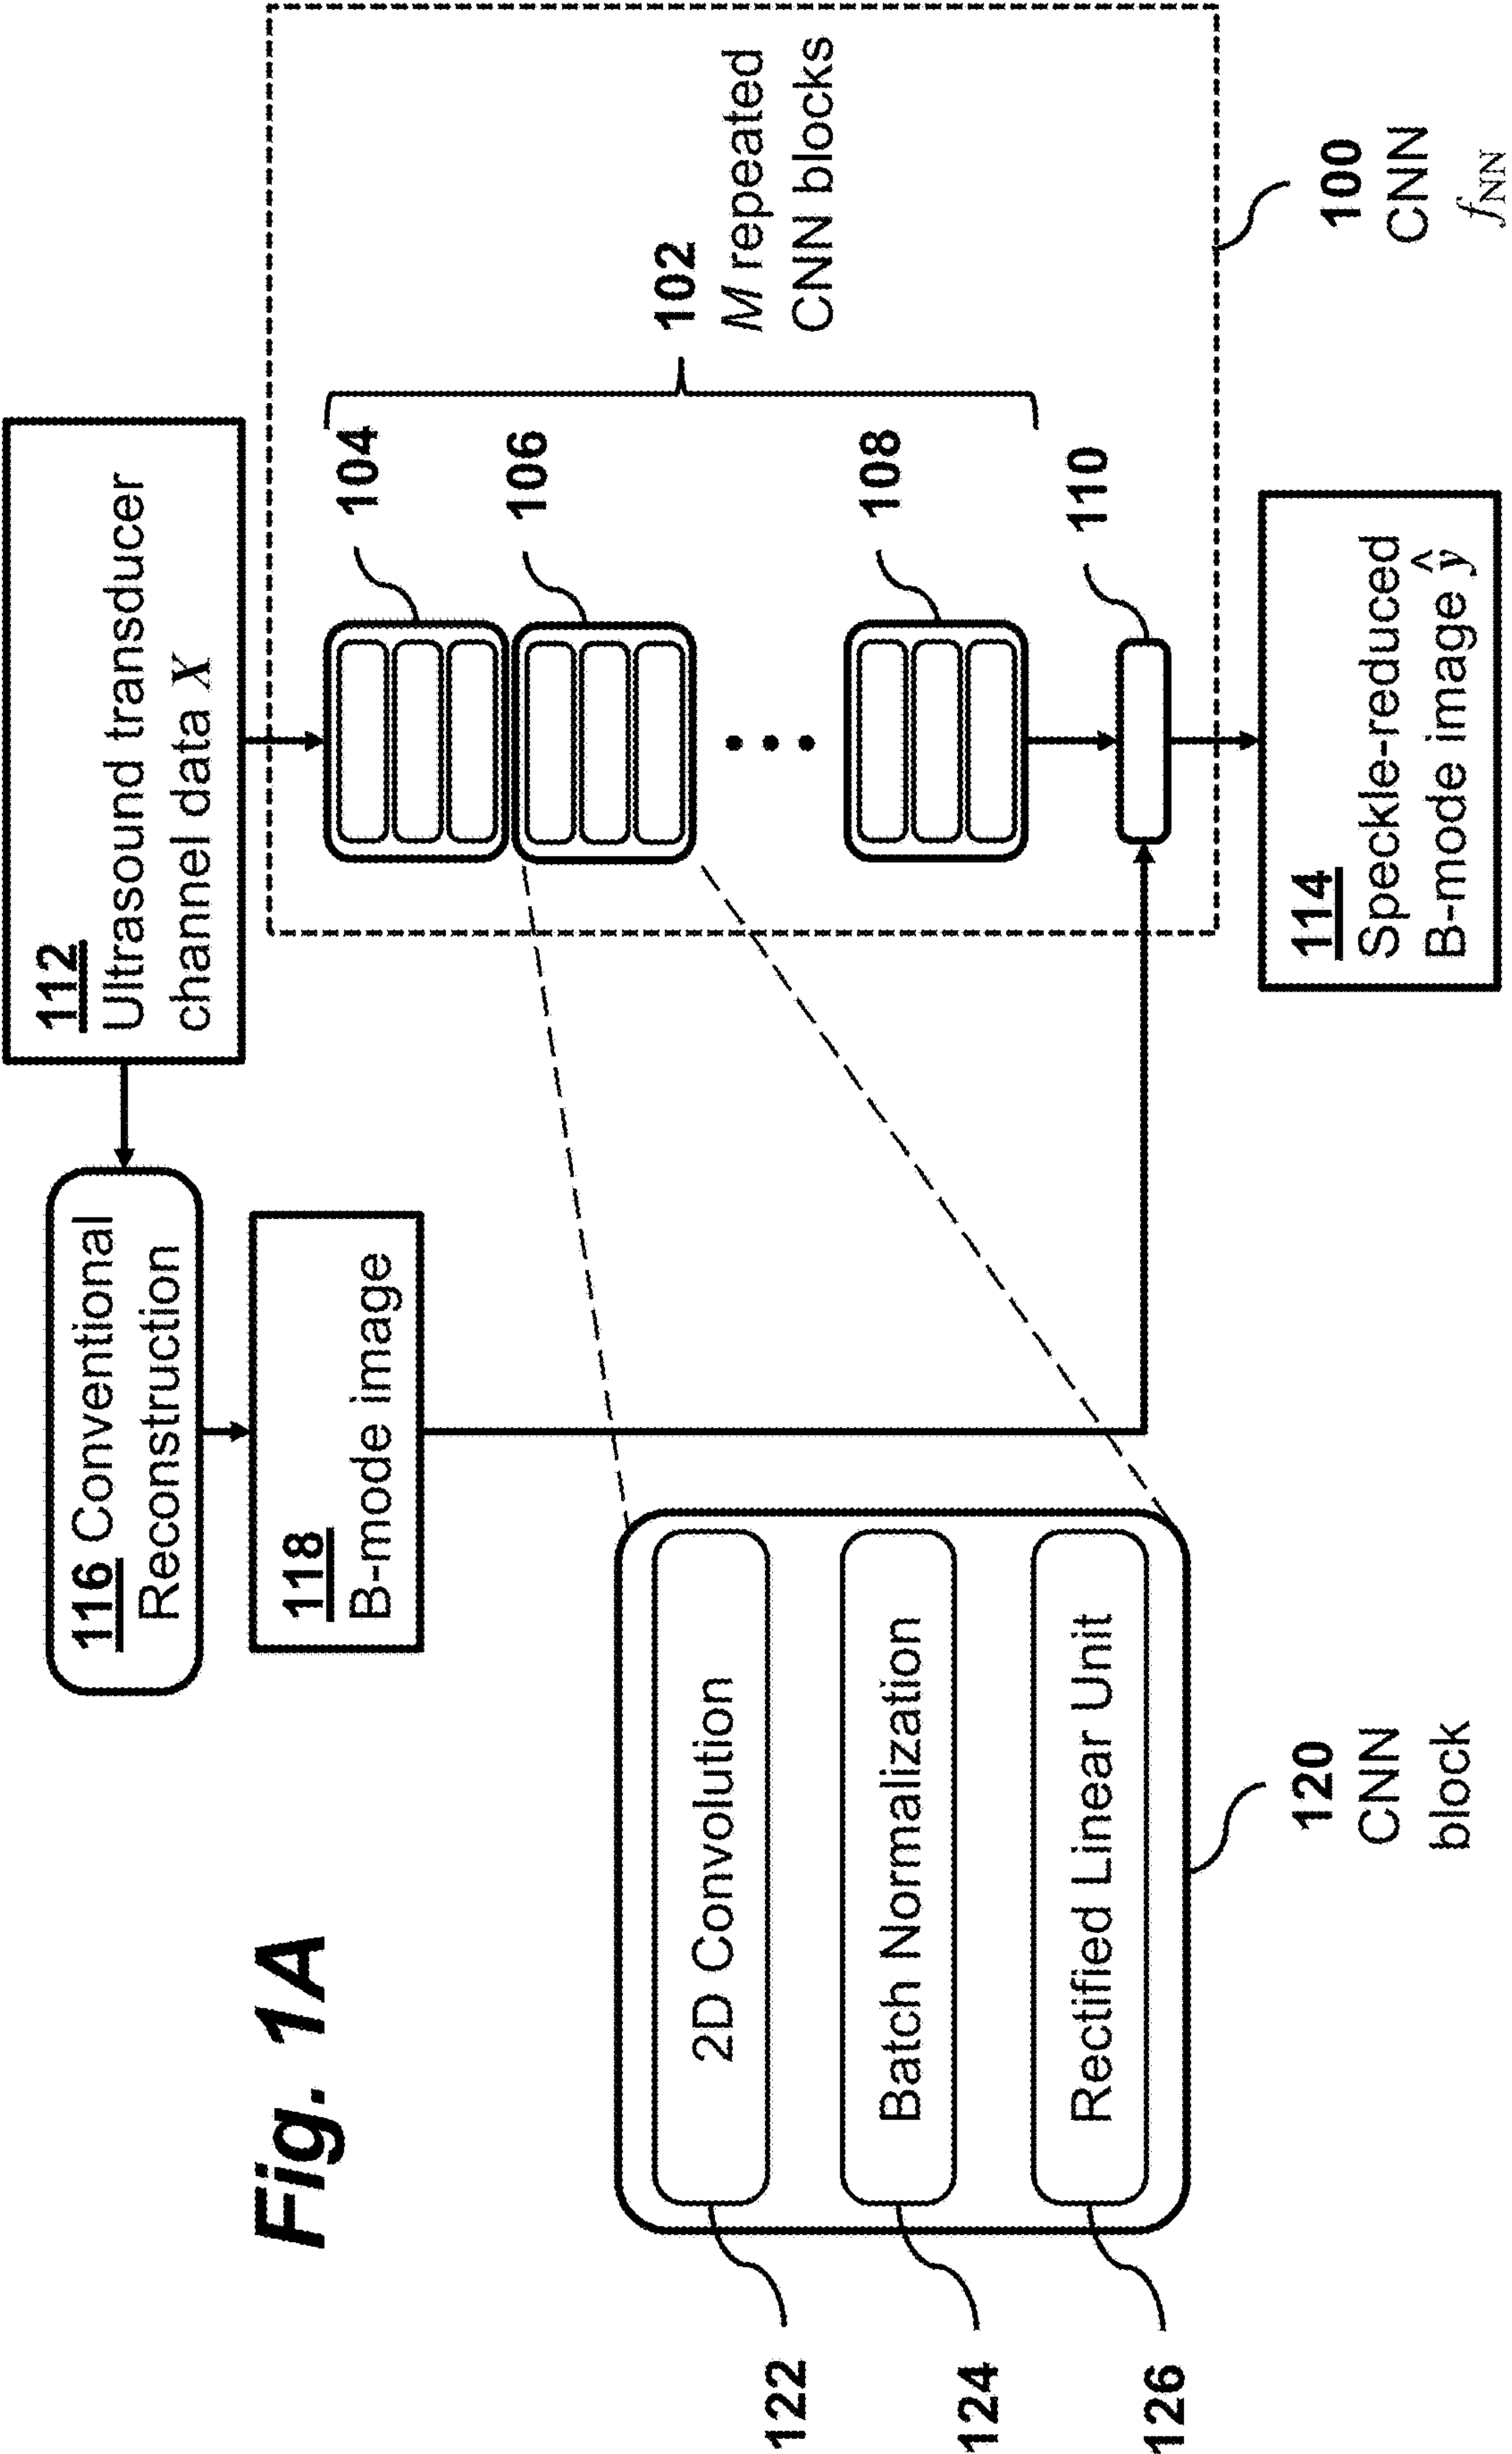 Fig. 1A
112
Ultrasound transducer
channel data X
116 Conventional
Reconstruction
118
B-mode image
104
106
108
110
102
M repeated
CNN blocks
100
CNN
fNN
114
Speckle-reduced
B-mode image ŷ
2D Convolution
Batch Normalization
Rectified Linear Unit
122
124
126
120
CNN
block